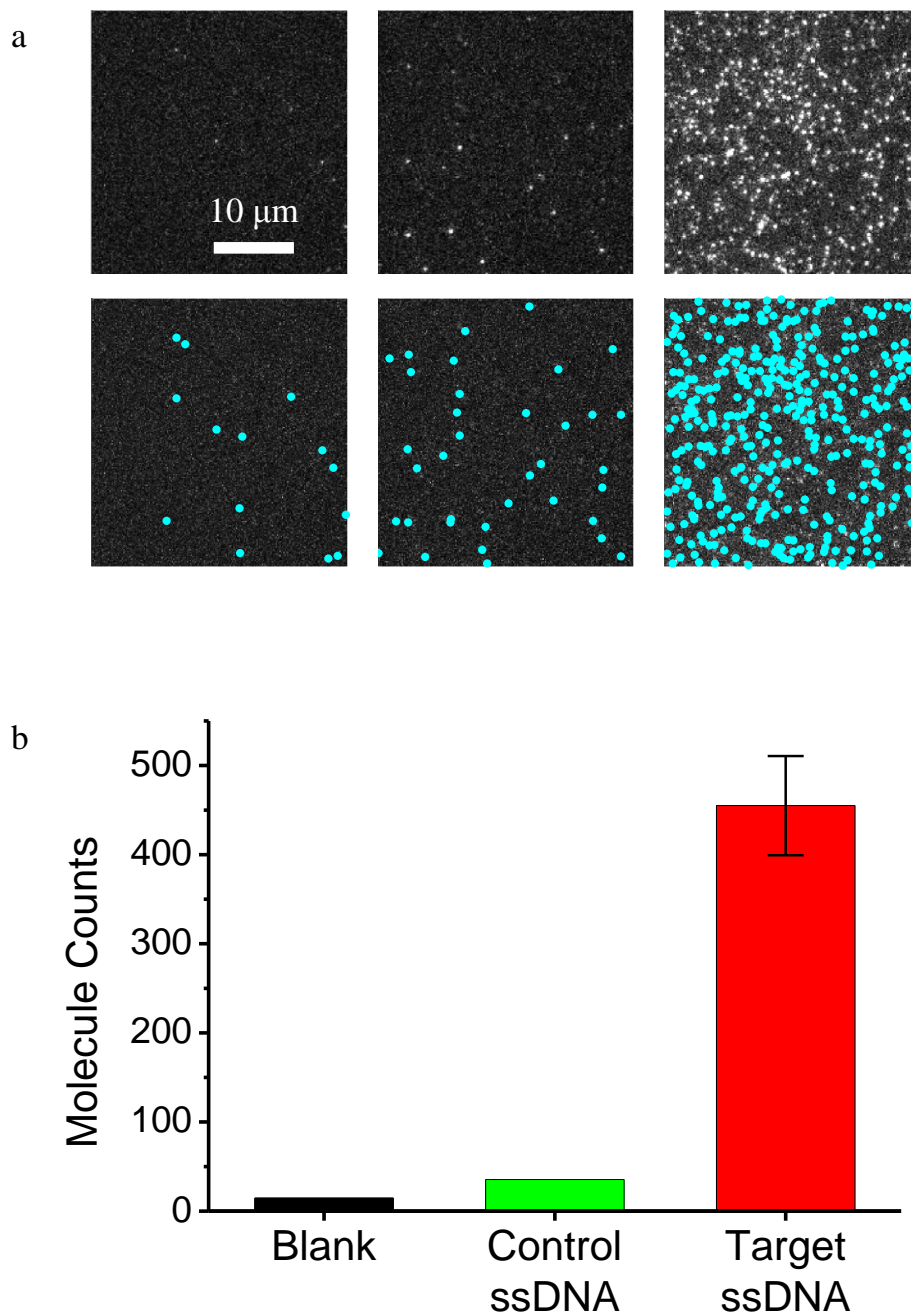 a
10 μm
b
Molecule Counts
500
400
300
200
100
0
Blank
Control
ssDNA
Target
ssDNA